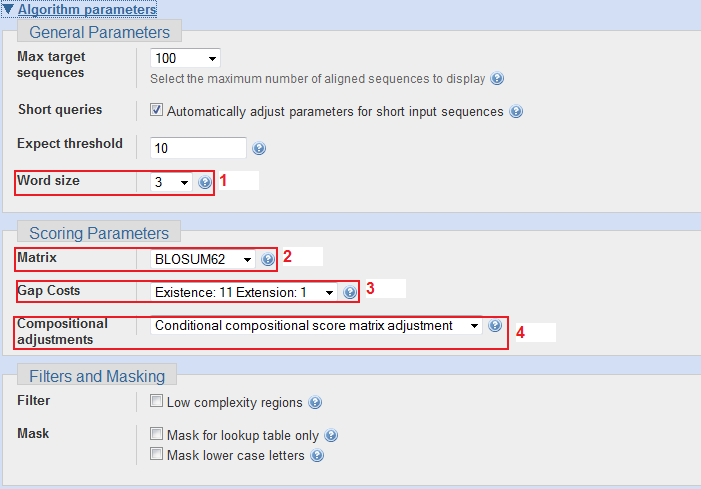 Algorithm parameters
General Parameters
Max target sequences
100
Select the maximum number of aligned sequences to display
Short queries
Automatically adjust parameters for short input sequences
Expect threshold
10
Word size
3
1
Scoring Parameters
Matrix
BLOSUM62
2
Gap Costs
Existence: 11 Extension: 1
3
Compositional adjustments
Conditional compositional score matrix adjustment
4
Filters and Masking
Filter
Low complexity regions
Mask
Mask for lookup table only
Mask lower case letters